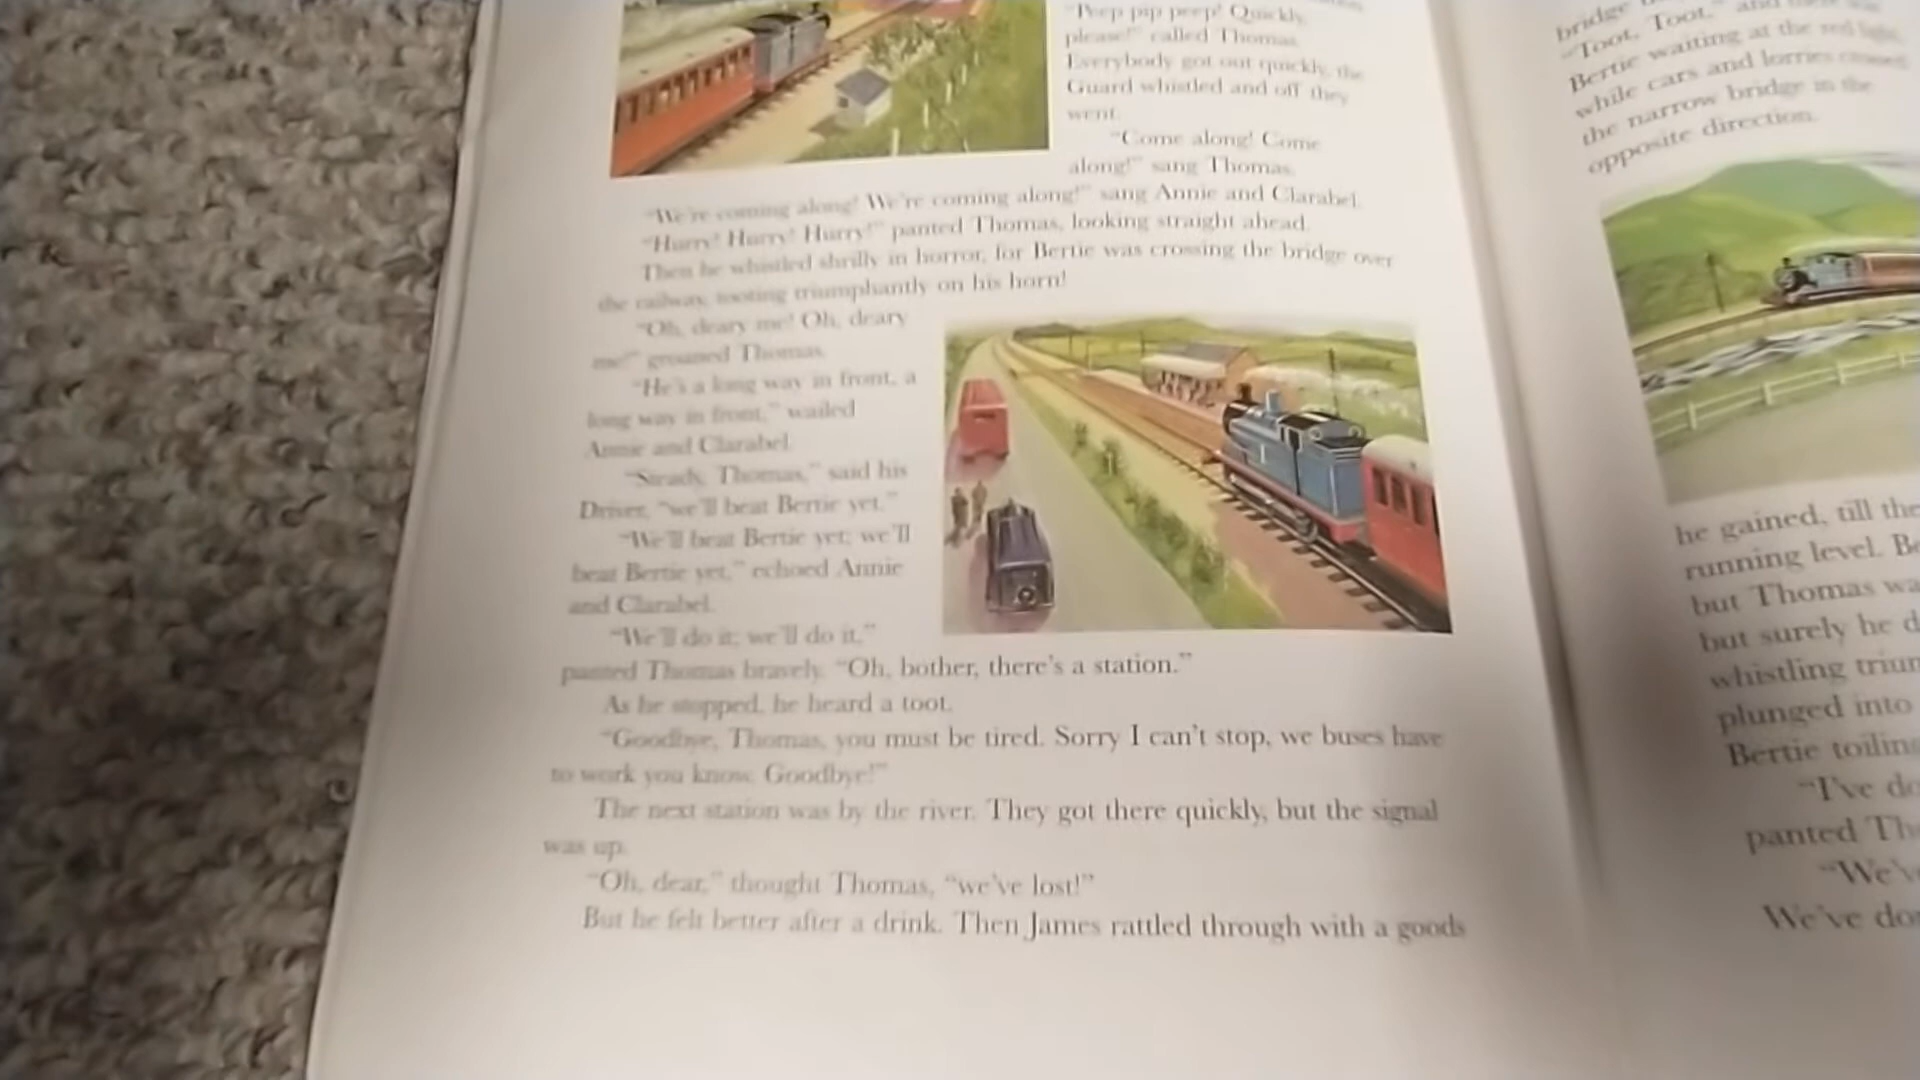 "Peep pip peep! Quickly,
please!" called Thomas.
Everybody got out quickly, the
Guard whistled and off they
went.
"Come along! Come
along!" sang Thomas.
"We're coming along! We're coming along!" sang Annie and Clarabel.
"Hurry! Hurry! Hurry!" panted Thomas, looking straight ahead.
Then he whistled shrilly in horror, for Bertie was crossing the bridge over
the railway, tooting triumphantly on his horn!
"Oh, deary me! Oh, deary
me!" groaned Thomas.
"He's a long way in front, a
long way in front," wailed
Annie and Clarabel.
"Steady, Thomas," said his
Driver, "we'll beat Bertie yet."
"We'll beat Bertie yet; we'll
beat Bertie yet," echoed Annie
and Clarabel.
"We'll do it; we'll do it,"
panted Thomas bravely. "Oh, bother, there's a station."
As he stopped, he heard a toot.
"Goodbye, Thomas, you must be tired. Sorry I can't stop, we buses have
to work you know. Goodbye!"
The next station was by the river. They got there quickly, but the signal
was up.
"Oh, dear," thought Thomas, "we've lost!"
But he felt better after a drink. Then James rattled through with a goods
bridge
"Toot, Toot," and
Bertie waiting at the red light
while cars and lorries crossed
the narrow bridge in the
opposite direction.
he gained, till the
running level.
but Thomas
but surely he
whistling
plunged into
Bertie toiling
"I've
panted
"We've
We've